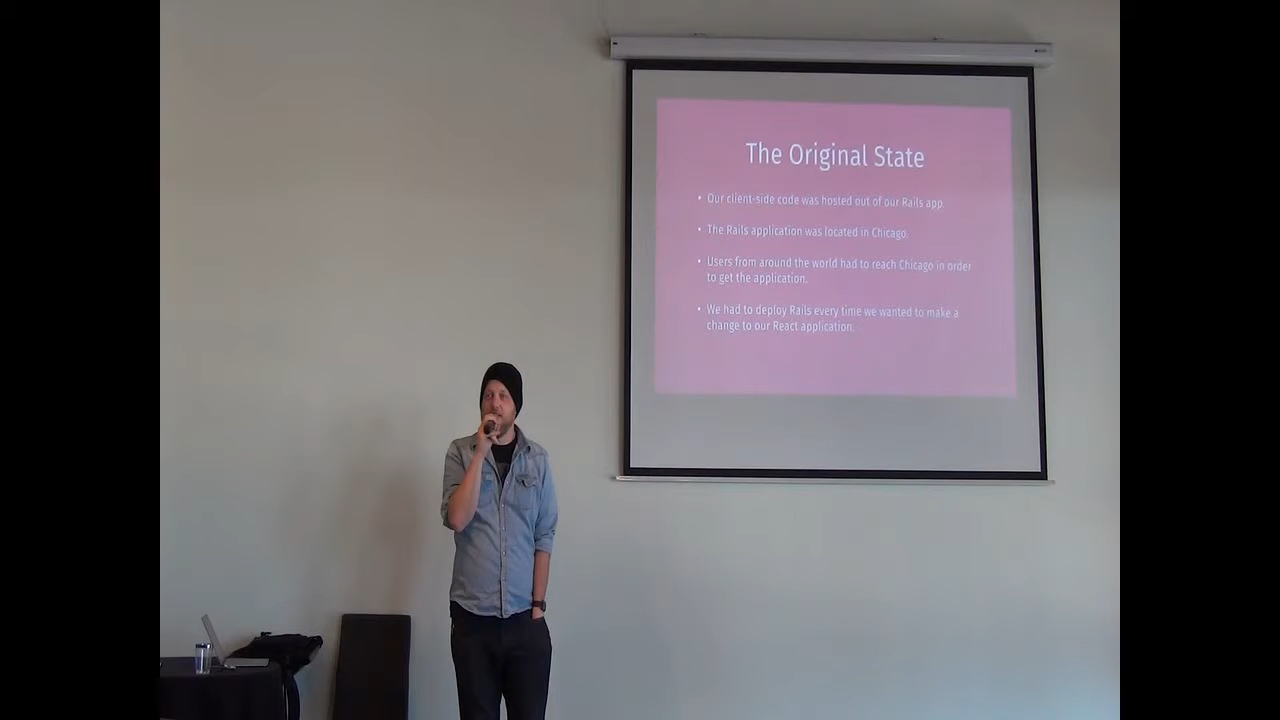 The Original State
• Our client-side code was hosted out of our Rails app.
• The Rails application was located in Chicago.
• Users from around the world had to reach Chicago in order
to get the application.
• We had to deploy Rails every time we wanted to make a
change to our React application.